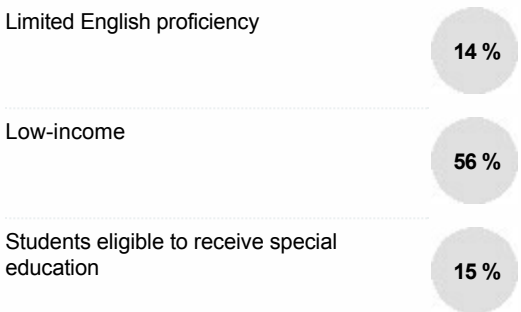 Limited English proficiency
14 %
Low-income
56 %
Students eligible to receive special
education
15 %